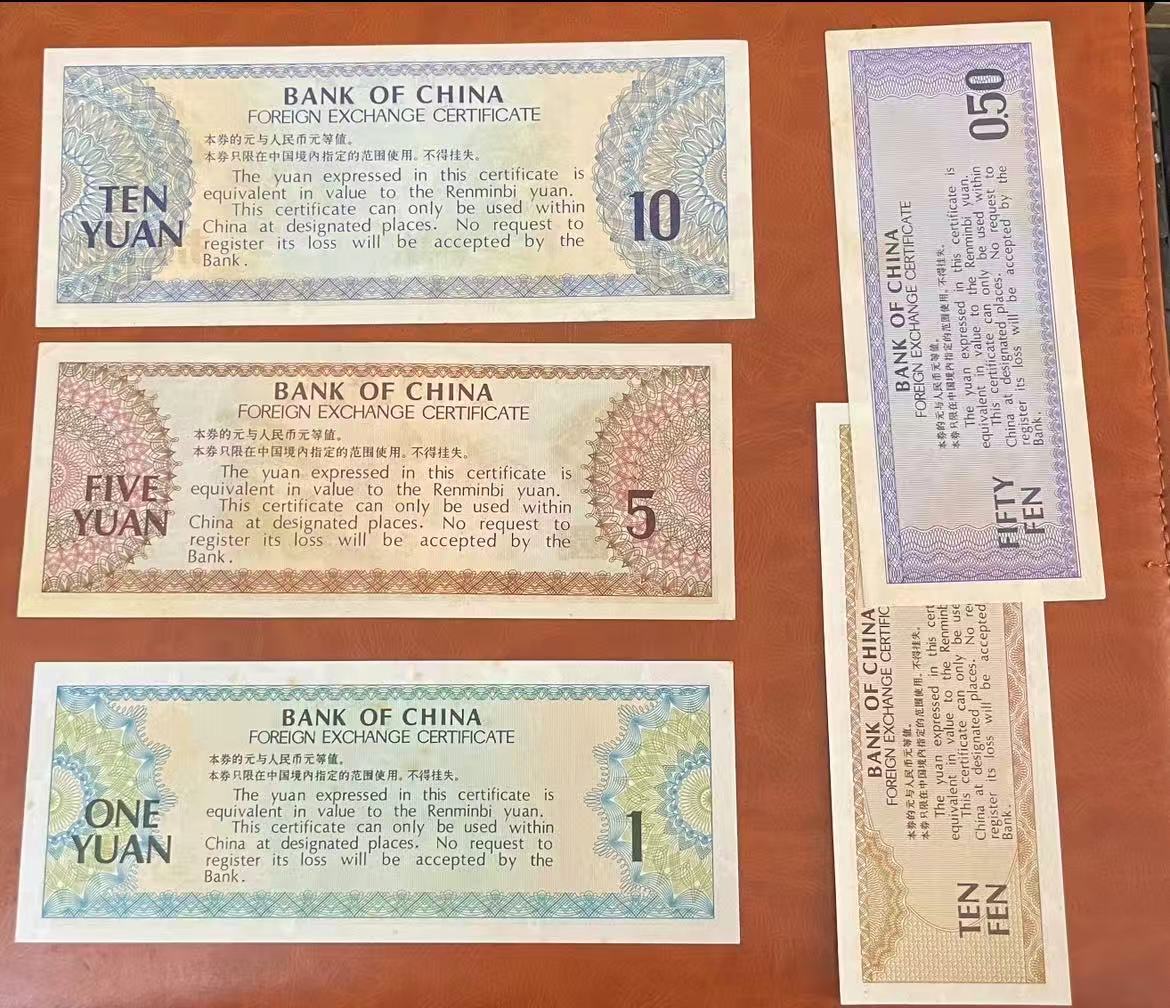 BANK OF CHINA
FOREIGN EXCHANGE CERTIFICATE
本券的元与人民币元等值。
本券只限在中国境内指定的范围使用。不得挂失。
The yuan expressed in this certificate is
equivalent in value to the Renminbi yuan.
This certificate can only be used within
China at designated places. No request to
register its loss will be accepted by the
Bank.
TEN
YUAN
10
BANK OF CHINA
FOREIGN EXCHANGE CERTIFICATE
本券的元与人民币元等值。
本券只限在中国境内指定的范围使用。不得挂失。
The yuan expressed in this certificate is
equivalent in value to the Renminbi yuan.
This certificate can only be used within
China at designated places. No request to
register its loss will be accepted by the
Bank.
FIVE
YUAN
5
BANK OF CHINA
FOREIGN EXCHANGE CERTIFICATE
本券的元与人民币元等值。
本券只限在中国境内指定的范围使用。不得挂失。
The yuan expressed in this certificate is
equivalent in value to the Renminbi yuan.
This certificate can only be used within
China at designated places. No request to
register its loss will be accepted by the
Bank.
ONE
YUAN
1
BANK OF CHINA
FOREIGN EXCHANGE CERTIFICATE
本券的元与人民币元等值。
本券只限在中国境内指定的范围使用。不得挂失。
The yuan expressed in this certificate is
equivalent in value to the Renminbi yuan.
This certificate can only be used within
China at designated places. No request to
register its loss will be accepted by the
Bank.
FIFTY
FEN
0.50
BANK OF CHINA
FOREIGN EXCHANGE CERTIFIC
本券的元与人民币元等值。
本券只限在中国境内指定的范围使用。不得挂失。
The yuan expressed in this cert
equivalent in value to the Renminb
This certificate can only be use
China at designated places. No re
register its loss will be accepted
Bank.
TEN
FEN